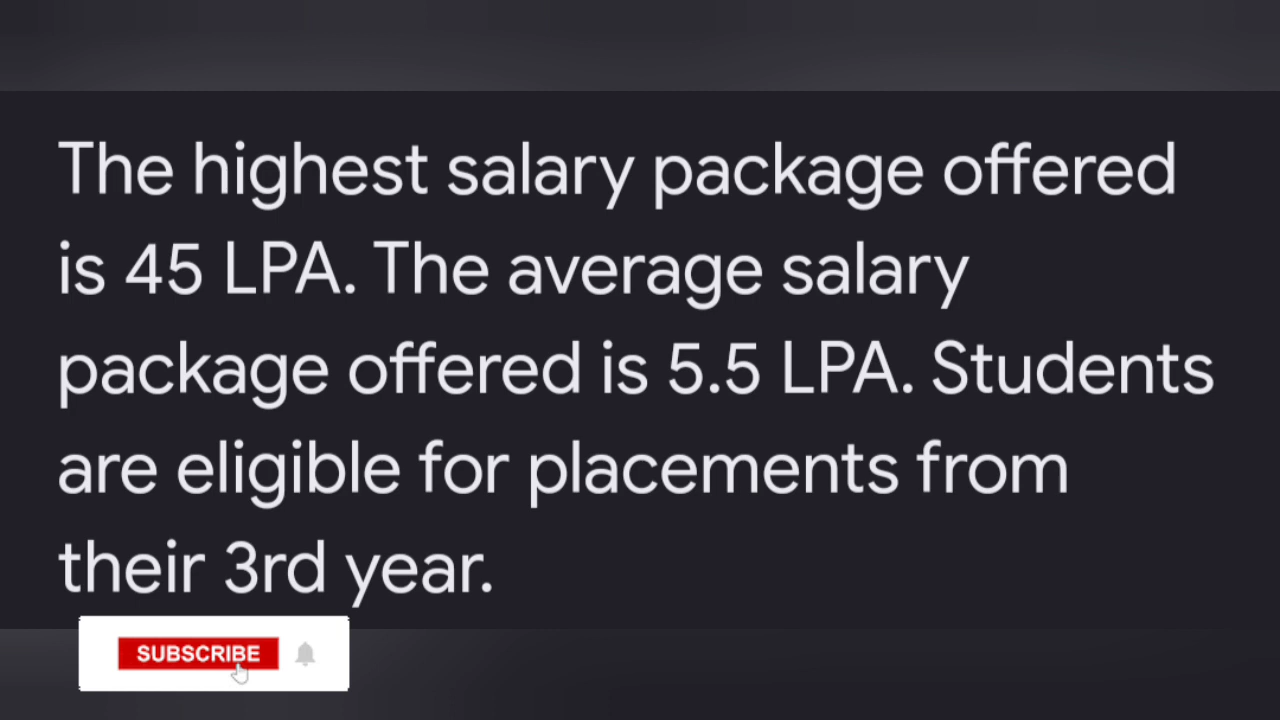 The highest salary package offered
is 45 LPA. The average salary
package offered is 5.5 LPA. Students
are eligible for placements from
their 3rd year.
SUBSCRIBE